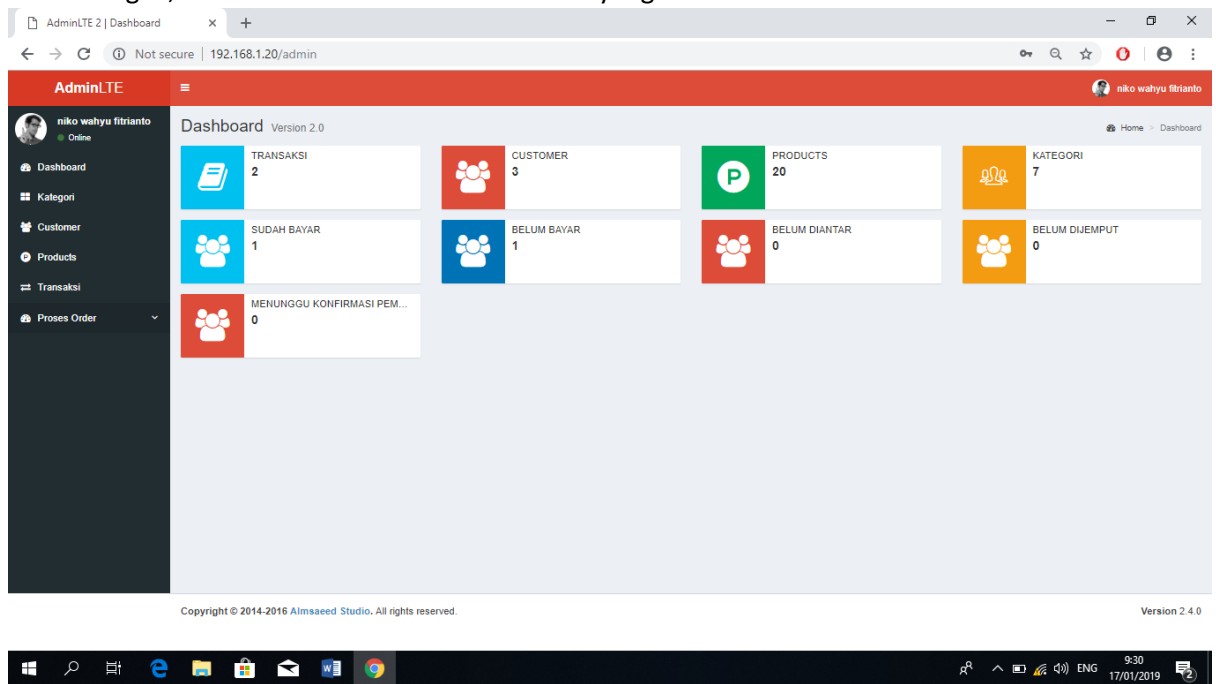 AdminLTE 2 | Dashboard
Not secure | 192.168.1.20/admin
AdminLTE
niko wahyu fitrianto
niko wahyu fitrianto
Online
Dashboard Version 2.0
Home > Dashboard
Dashboard
Kategori
Customer
Products
Transaksi
Proses Order
TRANSAKSI
2
CUSTOMER
3
PRODUCTS
20
KATEGORI
7
SUDAH BAYAR
1
BELUM BAYAR
1
BELUM DIANTAR
0
BELUM DIJEMPUT
0
MENUNGGU KONFIRMASI PEM...
0
Copyright © 2014-2016 Almsaeed Studio. All rights reserved.
Version 2.4.0
ENG
9:30
17/01/2019
2